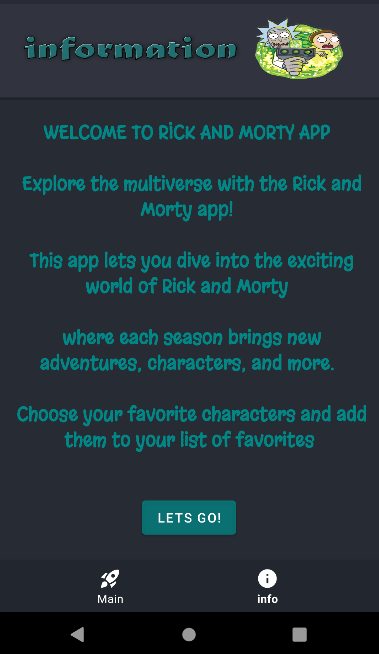 information
WELCOME TO RICK AND MORTY APP
Explore the multiverse with the Rick and
Morty app!
This app lets you dive into the exciting
world of Rick and Morty
where each season brings new
adventures, characters, and more.
Choose your favorite characters and add
them to your list of favorites
LETS GO!
Main
info